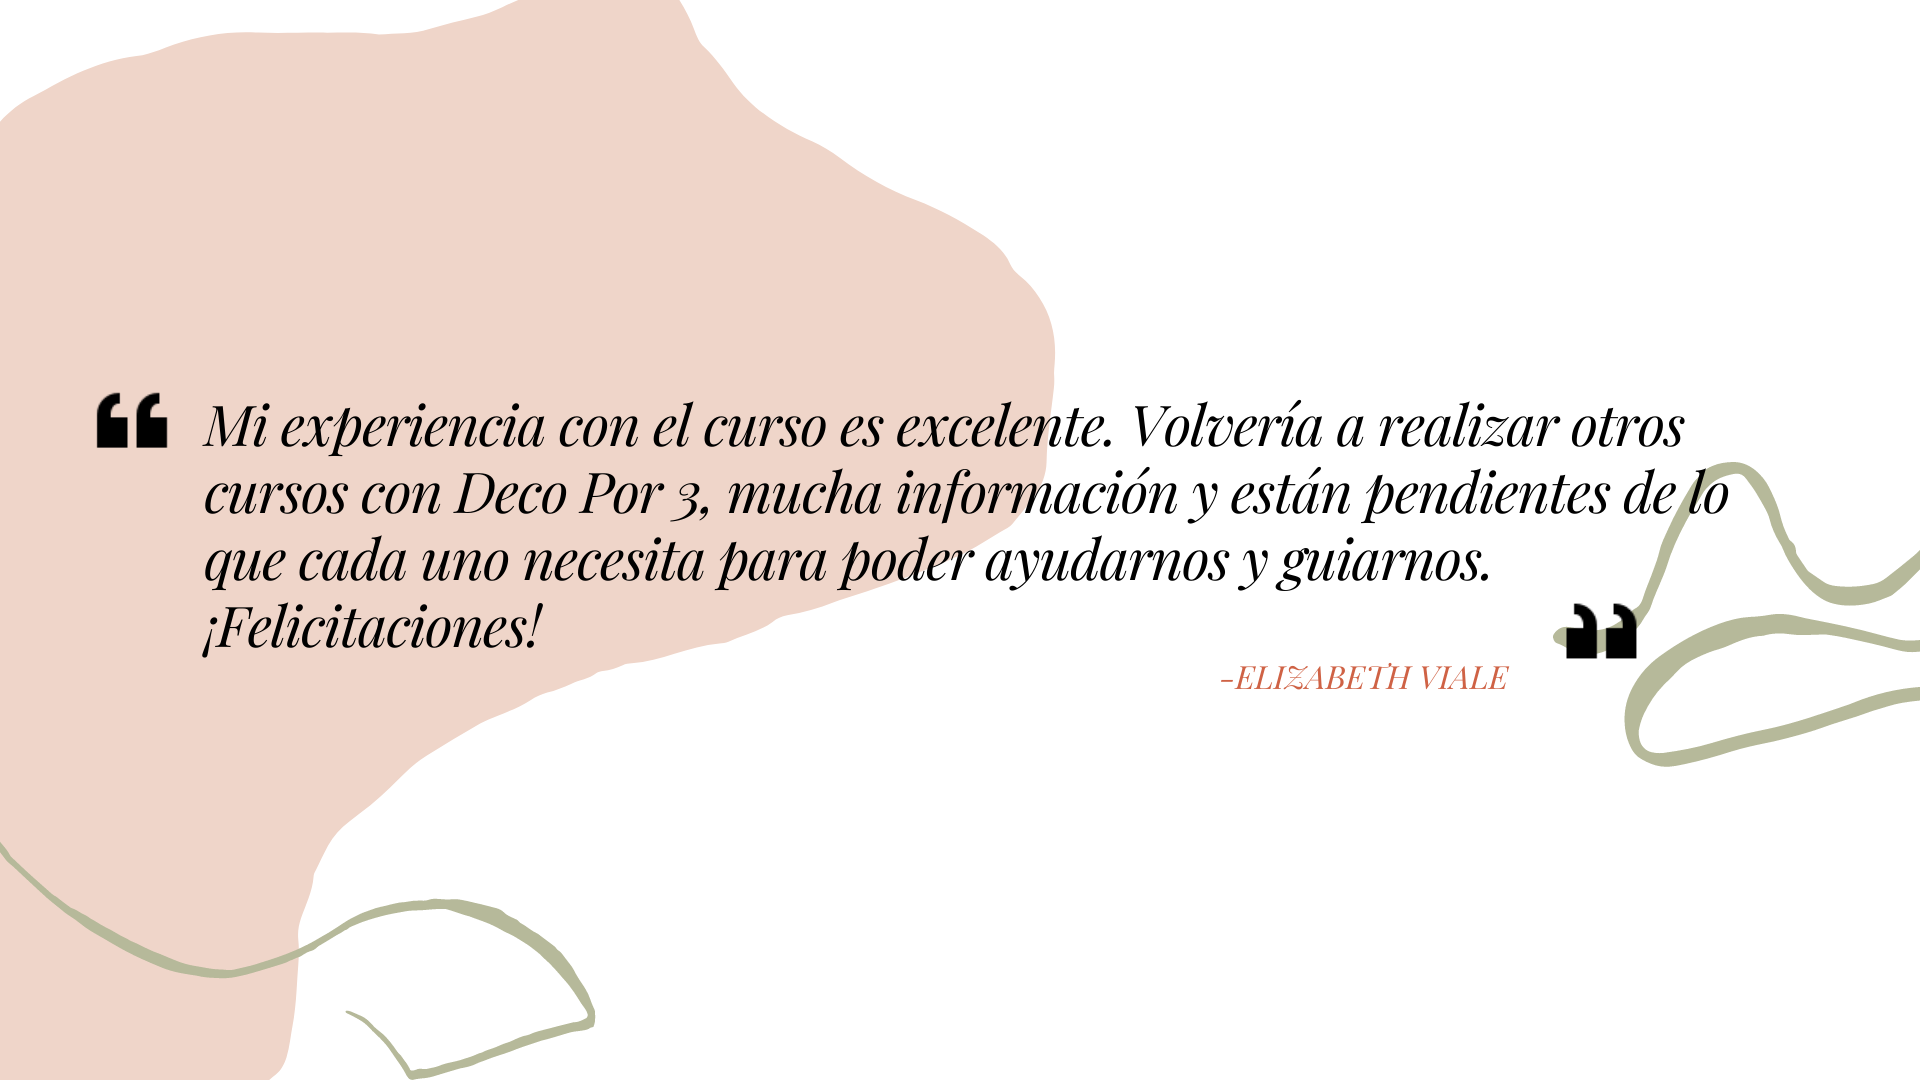 Mi experiencia con el curso es excelente. Volvería a realizar otros
cursos con Deco Por 3, mucha información y están pendientes de lo
que cada uno necesita para poder ayudarnos y guiarnos.
¡Felicitaciones!
-ELIZABETH VIALE